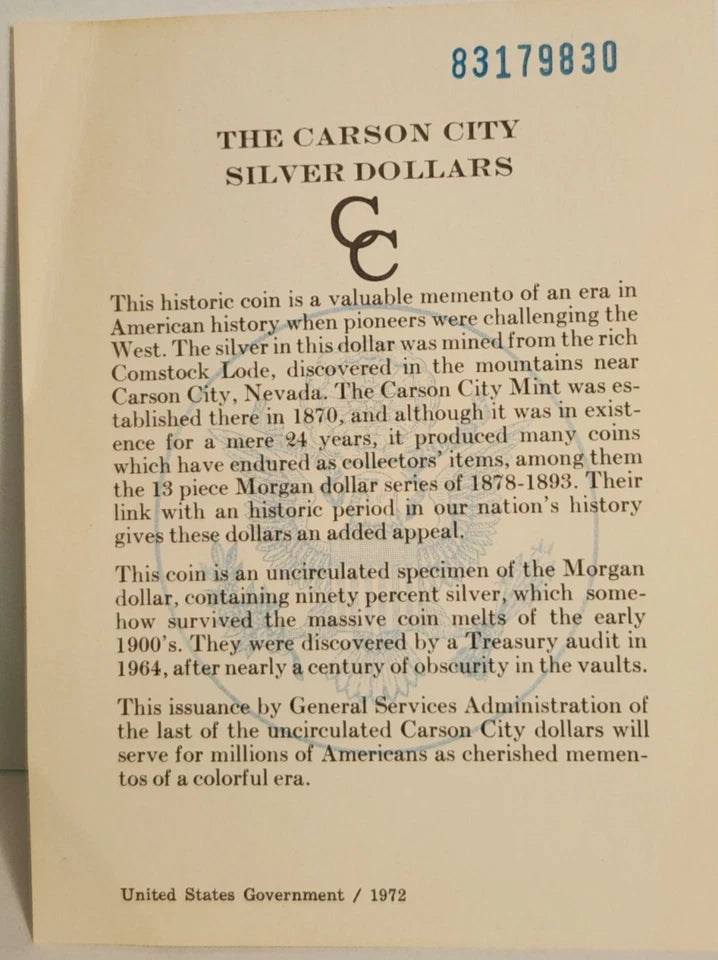 83179830
THE CARSON CITY
SILVER DOLLARS
CC
This historic coin is a valuable memento of an era in
American history when pioneers were challenging the
West. The silver in this dollar was mined from the rich
Comstock Lode, discovered in the mountains near
Carson City, Nevada. The Carson City Mint was es-
tablished there in 1870, and although it was in exist-
ence for a mere 24 years, it produced many coins
which have endured as collectors' items, among them
the 13 piece Morgan dollar series of 1878-1893. Their
link with an historic period in our nation's history
gives these dollars an added appeal.
This coin is an uncirculated specimen of the Morgan
dollar, containing ninety percent silver, which some-
how survived the massive coin melts of the early
1900's. They were discovered by a Treasury audit in
1964, after nearly a century of obscurity in the vaults.
This issuance by General Services Administration of
the last of the uncirculated Carson City dollars will
serve for millions of Americans as cherished memen-
tos of a colorful era.
United States Government / 1972